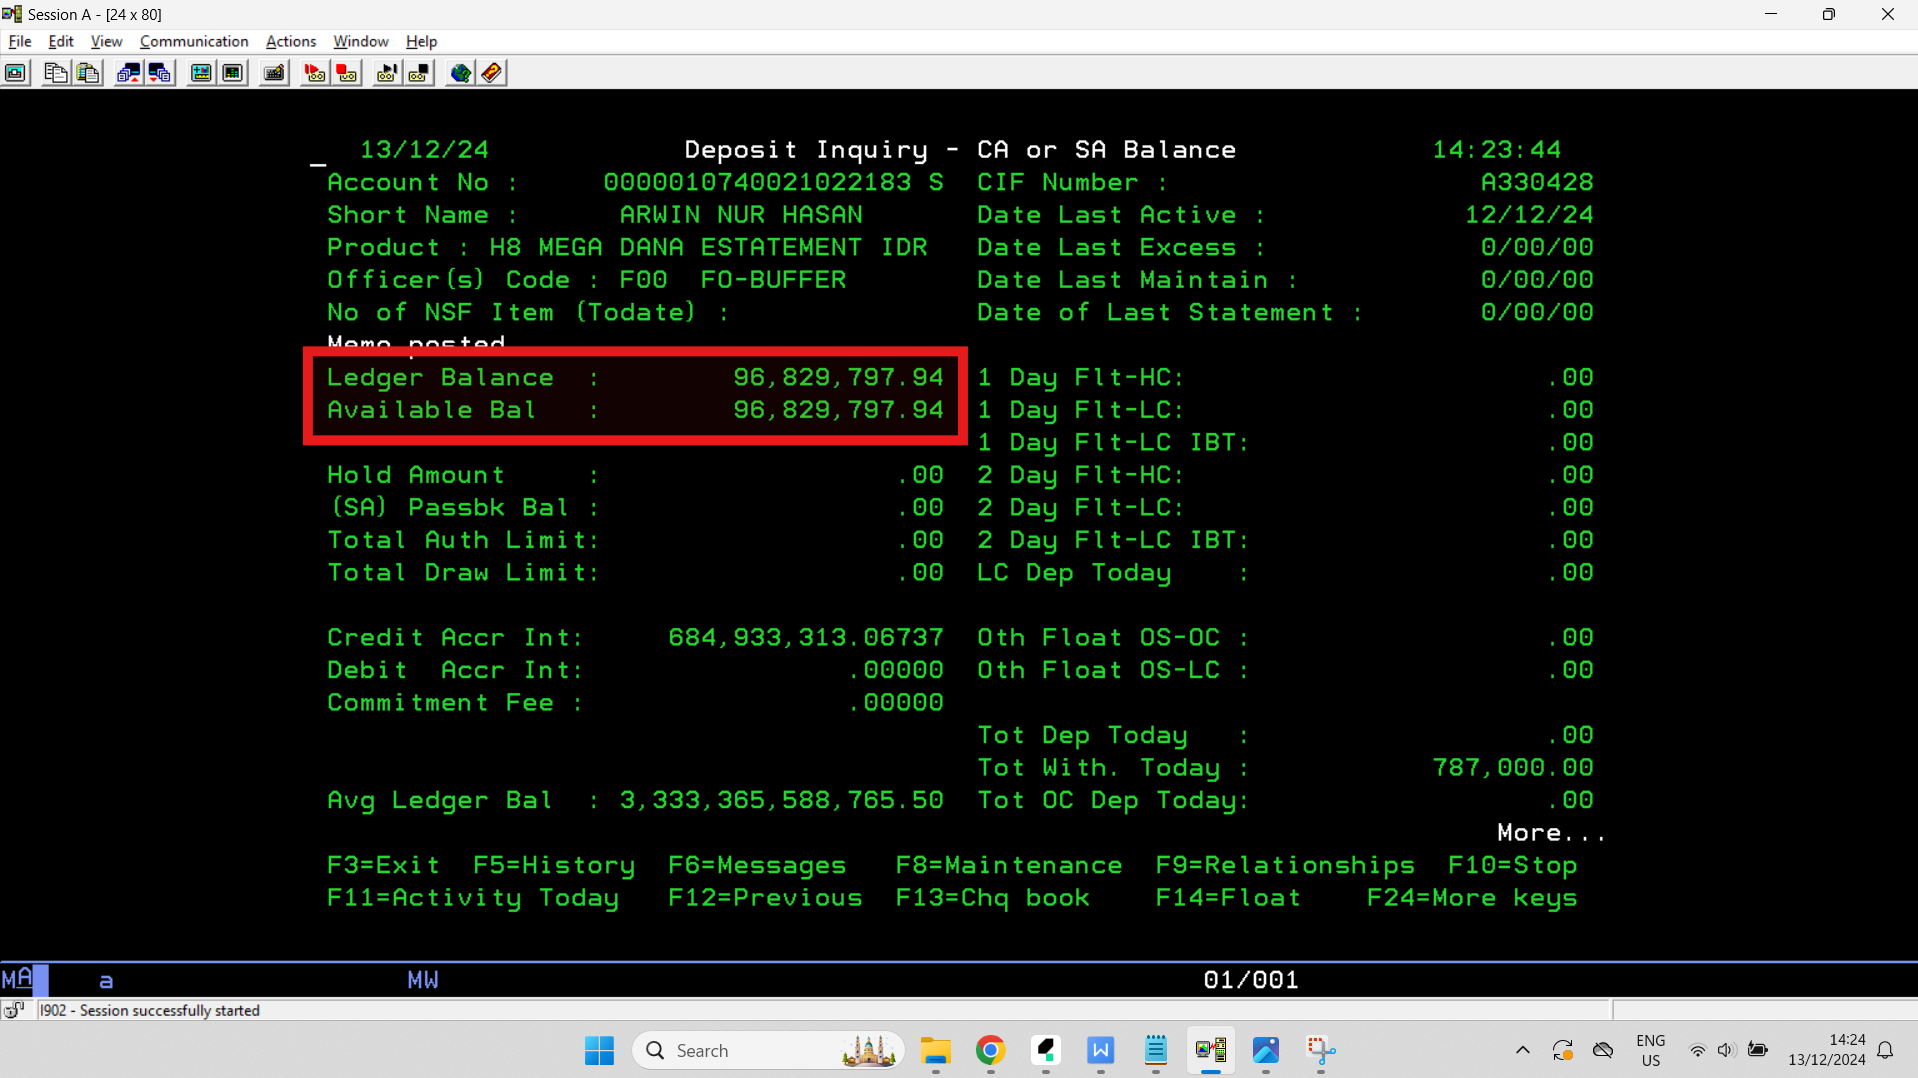 Session A - [24 x 80]
File Edit View Communication Actions Window Help
13/12/24 Deposit Inquiry - CA or SA Balance 14:23:44
Account No : 0000010740021022183 S CIF Number : A330428
Short Name : ARWIN NUR HASAN Date Last Active : 12/12/24
Product : H8 MEGA DANA ESTATEMENT IDR Date Last Excess : 0/00/00
Officer(s) Code : F00 FO-BUFFER Date Last Maintain : 0/00/00
No of NSF Item (Todate) : Date of Last Statement : 0/00/00
Memo posted
Ledger Balance : 96,829,797.94 1 Day Flt-HC: .00
Available Bal : 96,829,797.94 1 Day Flt-LC: .00
1 Day Flt-LC IBT: .00
Hold Amount : .00 2 Day Flt-HC: .00
(SA) Passbk Bal : .00 2 Day Flt-LC: .00
Total Auth Limit: .00 2 Day Flt-LC IBT: .00
Total Draw Limit: .00 LC Dep Today : .00
Credit Accr Int: 684,933,313.06737 Oth Float OS-OC : .00
Debit Accr Int: .00000 Oth Float OS-LC : .00
Commitment Fee : .00000
Tot Dep Today : .00
Tot With. Today : 787,000.00
Avg Ledger Bal : 3,333,365,588,765.50 Tot OC Dep Today: .00
More...
F3=Exit F5=History F6=Messages F8=Maintenance F9=Relationships F10=Stop
F11=Activity Today F12=Previous F13=Chq book F14=Float F24=More keys
MA a MW 01/001
I902 - Session successfully started
Search
ENG
US
14:24
13/12/2024